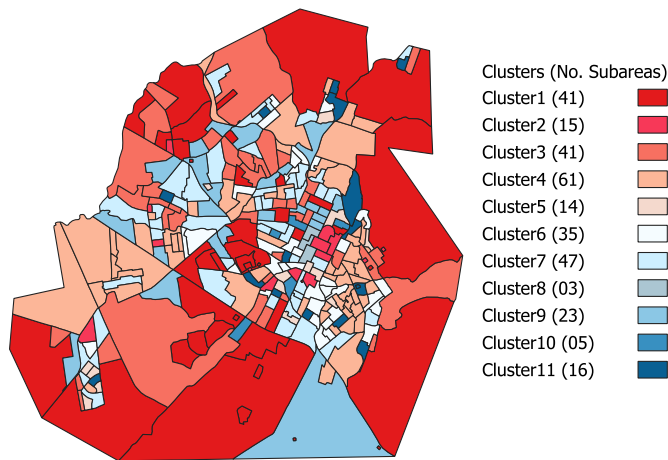 Clusters (No. Subareas)
Cluster1 (41)
Cluster2 (15)
Cluster3 (41)
Cluster4 (61)
Cluster5 (14)
Cluster6 (35)
Cluster7 (47)
Cluster8 (03)
Cluster9 (23)
Cluster10 (05)
Cluster11 (16)